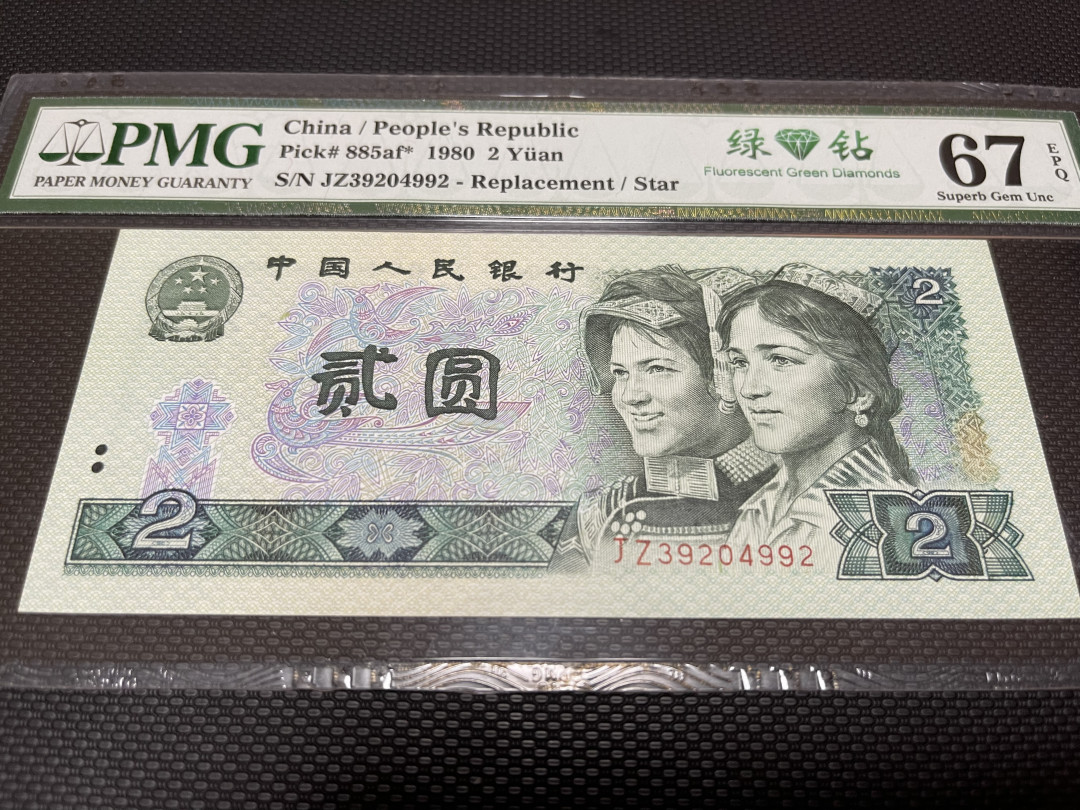 PMG
PAPER MONEY GUARANTY
China / People's Republic
Pick# 885af* 1980 2 Yüan
S/N JZ39204992 - Replacement / Star
绿 钻
Fluorescent Green Diamonds
67
EPQ
Superb Gem Unc
中国人民银行
2
贰圆
2
2
JZ39204992